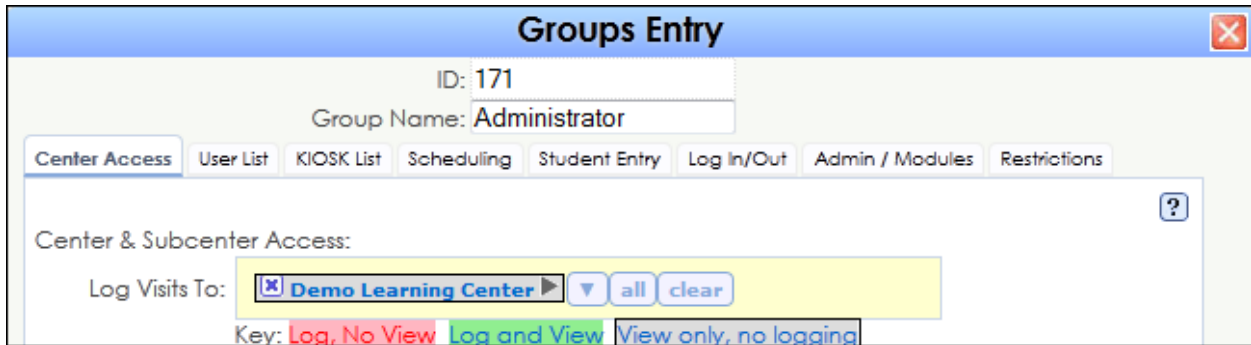 Groups Entry
ID: 171
Group Name: Administrator
Center Access User List KIOSK List Scheduling Student Entry Log In/Out Admin / Modules Restrictions
?
Center & Subcenter Access:
Log Visits To: Demo Learning Center all clear
Key: Log, No View Log and View View only, no logging